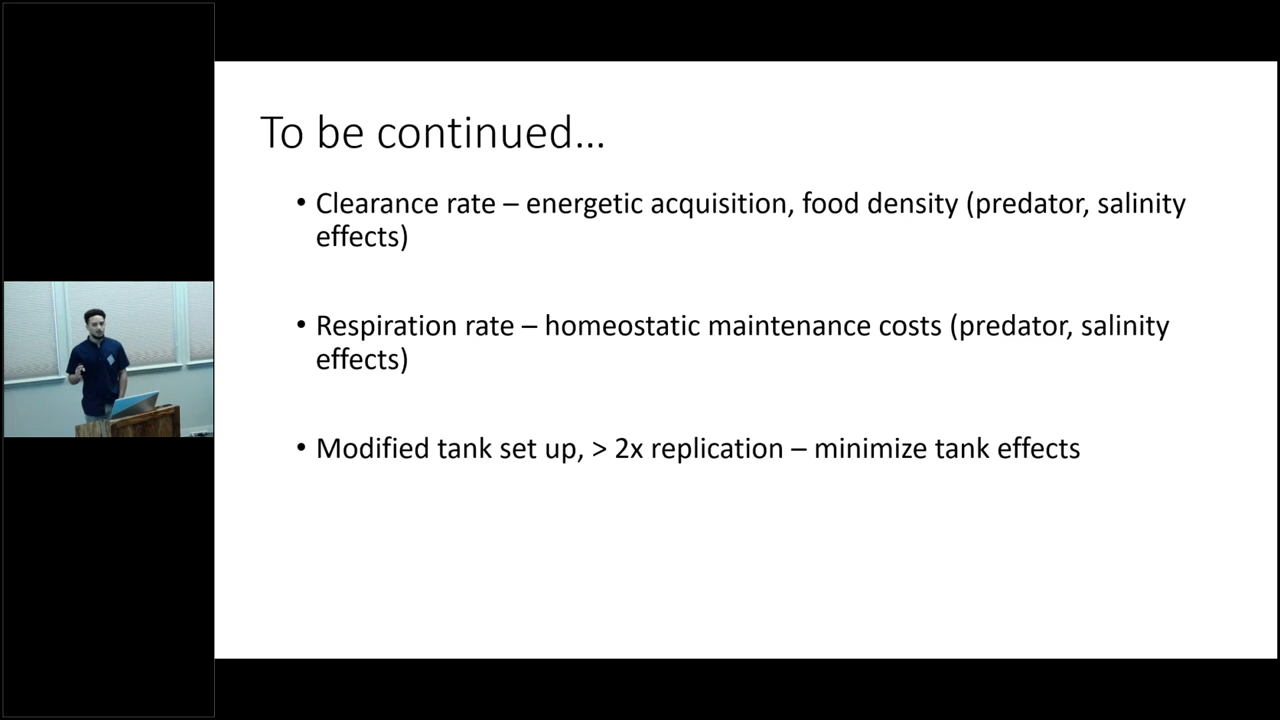 To be continued...
• Clearance rate – energetic acquisition, food density (predator, salinity
effects)
• Respiration rate – homeostatic maintenance costs (predator, salinity
effects)
• Modified tank set up, > 2x replication – minimize tank effects